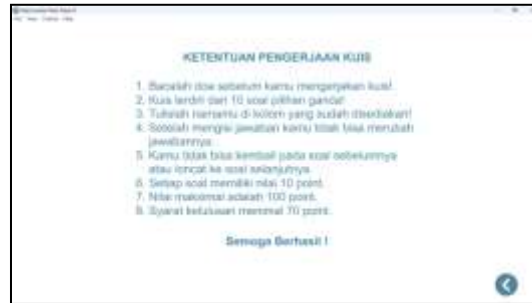 KETENTUAN PENGERJAAN KUIS
1. Bacalah doa sebelum kamu mengerjakan kuis!
2. Kuis terdiri dari 10 soal pilihan ganda!
3. Tulislah namamu di kolom yang sudah disediakan!
4. Setelah mengisi jawaban kamu tidak bisa merubah
jawabannya.
5. Kamu tidak bisa kembali pada soal sebelumnya
atau loncat ke soal selanjutnya.
6. Setiap soal memiliki nilai 10 point.
7. Nilai maksimal adalah 100 point.
8. Syarat kelulusan minimal 70 point.
Semoga Berhasil !